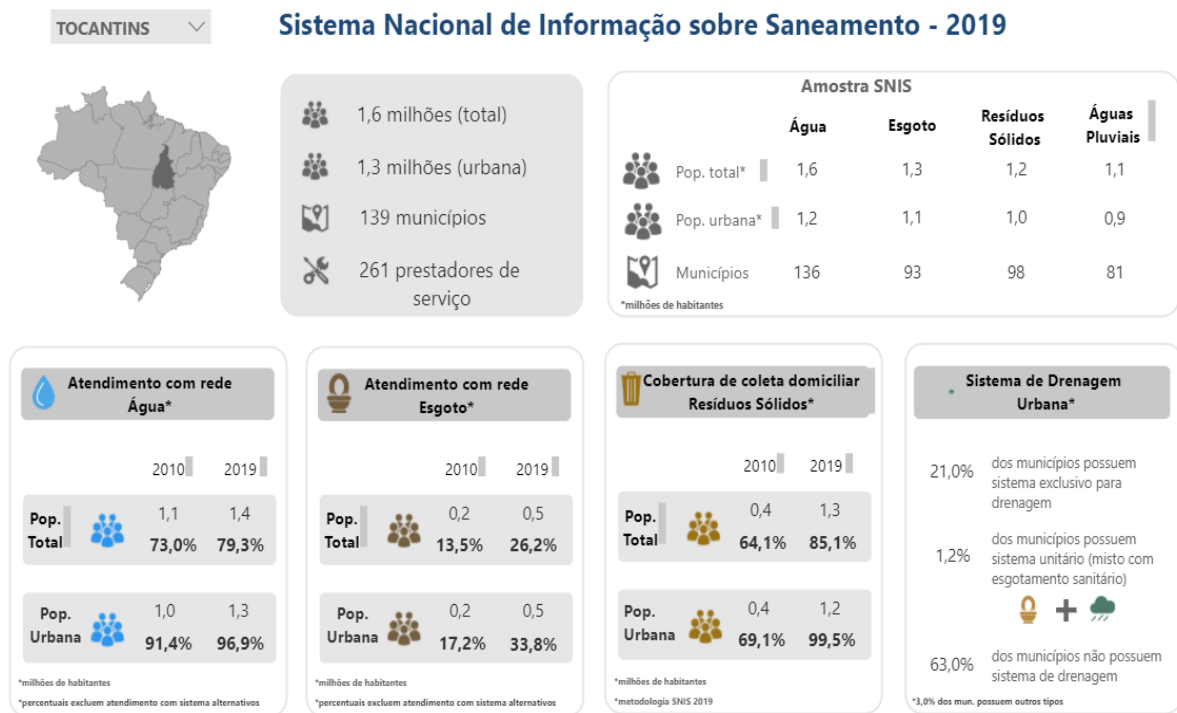 TOCANTINS
Sistema Nacional de Informação sobre Saneamento - 2019
1,6 milhões (total)
1,3 milhões (urbana)
139 municípios
261 prestadores de
serviço
Amostra SNIS
Água Esgoto Resíduos Sólidos Águas Pluviais
Pop. total* 1,6 1,3 1,2 1,1
Pop. urbana* 1,2 1,1 1,0 0,9
Municípios 136 93 98 81
*milhões de habitantes
Atendimento com rede
Água*
2010 2019
Pop. Total 1,1 1,4
73,0% 79,3%
Pop. Urbana 1,0 1,3
91,4% 96,9%
*milhões de habitantes
*percentuais excluem atendimento com sistema alternativos
Atendimento com rede
Esgoto*
2010 2019
Pop. Total 0,2 0,5
13,5% 26,2%
Pop. Urbana 0,2 0,5
17,2% 33,8%
*milhões de habitantes
*percentuais excluem atendimento com sistema alternativos
Cobertura de coleta domiciliar
Resíduos Sólidos*
2010 2019
Pop. Total 0,4 1,3
64,1% 85,1%
Pop. Urbana 0,4 1,2
69,1% 99,5%
*milhões de habitantes
*metodologia SNIS 2019
Sistema de Drenagem
Urbana*
21,0% dos municípios possuem
sistema exclusivo para
drenagem
1,2% dos municípios possuem
sistema unitário (misto com
esgotamento sanitário)
63,0% dos municípios não possuem
sistema de drenagem
*3,0% dos mun. possuem outros tipos